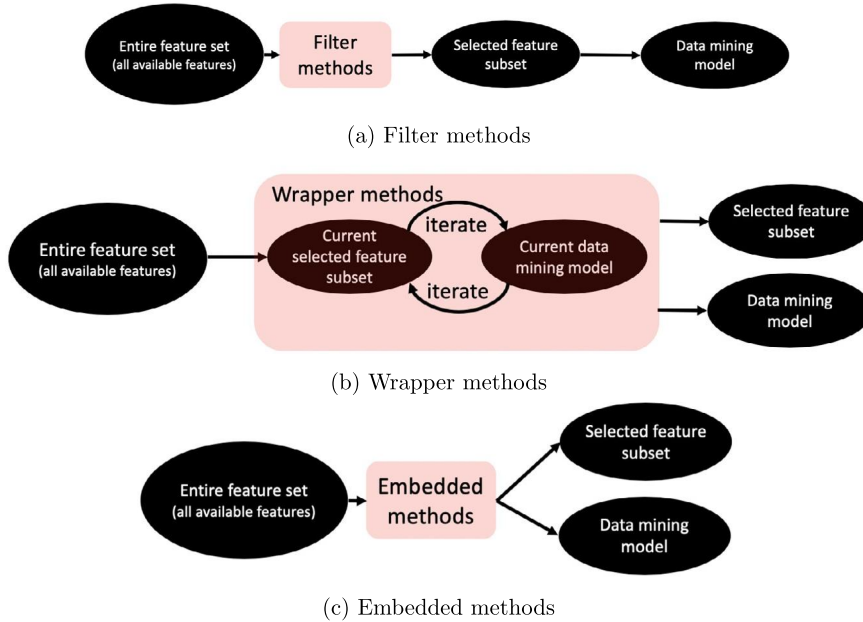 Entire feature set
(all available features)
Filter
methods
Selected feature
subset
Data mining
model
(a) Filter methods
Wrapper methods
Entire feature set
(all available features)
Current
selected feature
subset
iterate
iterate
Current data
mining model
Selected feature
subset
Data mining
model
(b) Wrapper methods
Entire feature set
(all available features)
Embedded
methods
Selected feature
subset
Data mining
model
(c) Embedded methods